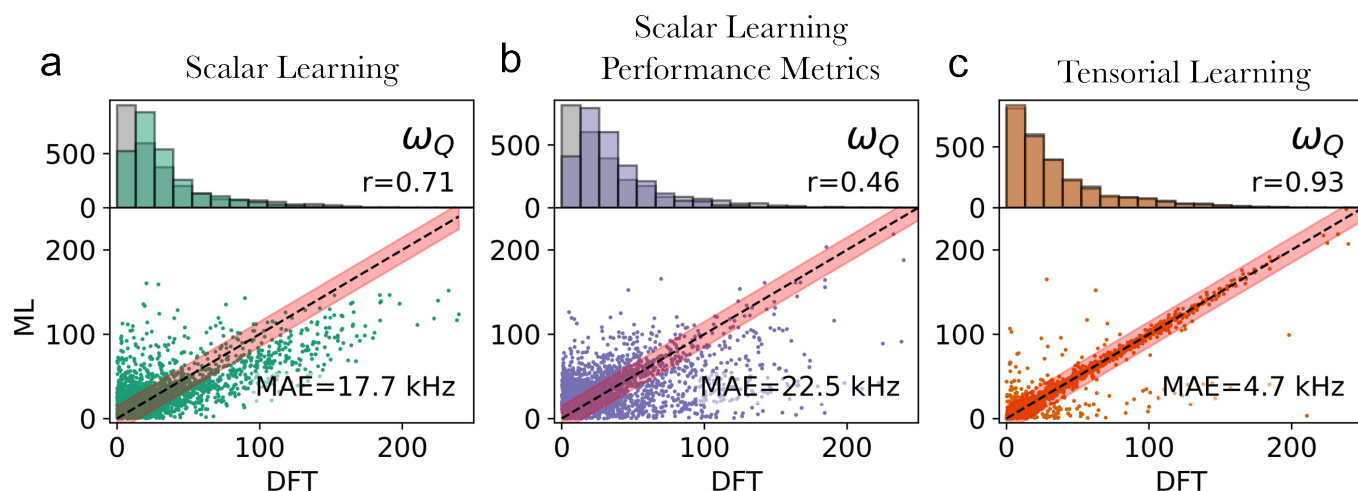 a
Scalar Learning
500
0
ω_Q
r=0.71
ML
200
100
0
MAE=17.7 kHz
0 100 200
DFT
b
Scalar Learning
Performance Metrics
500
0
ω_Q
r=0.46
200
100
0
MAE=22.5 kHz
0 100 200
DFT
c
Tensorial Learning
500
0
ω_Q
r=0.93
200
100
0
MAE=4.7 kHz
0 100 200
DFT